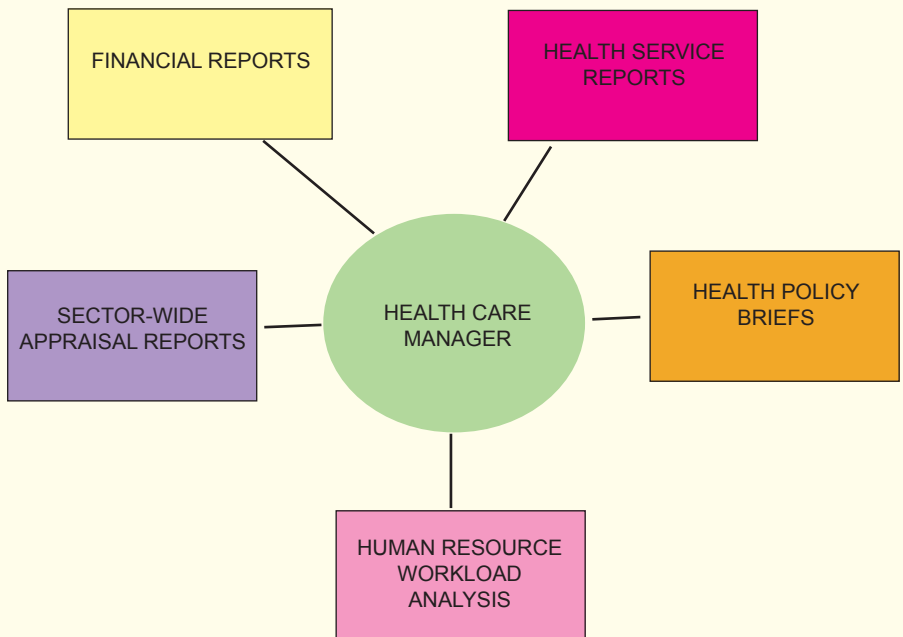 FINANCIAL REPORTS
HEALTH SERVICE
REPORTS
SECTOR-WIDE
APPRAISAL REPORTS
HEALTH CARE
MANAGER
HEALTH POLICY
BRIEFS
HUMAN RESOURCE
WORKLOAD
ANALYSIS